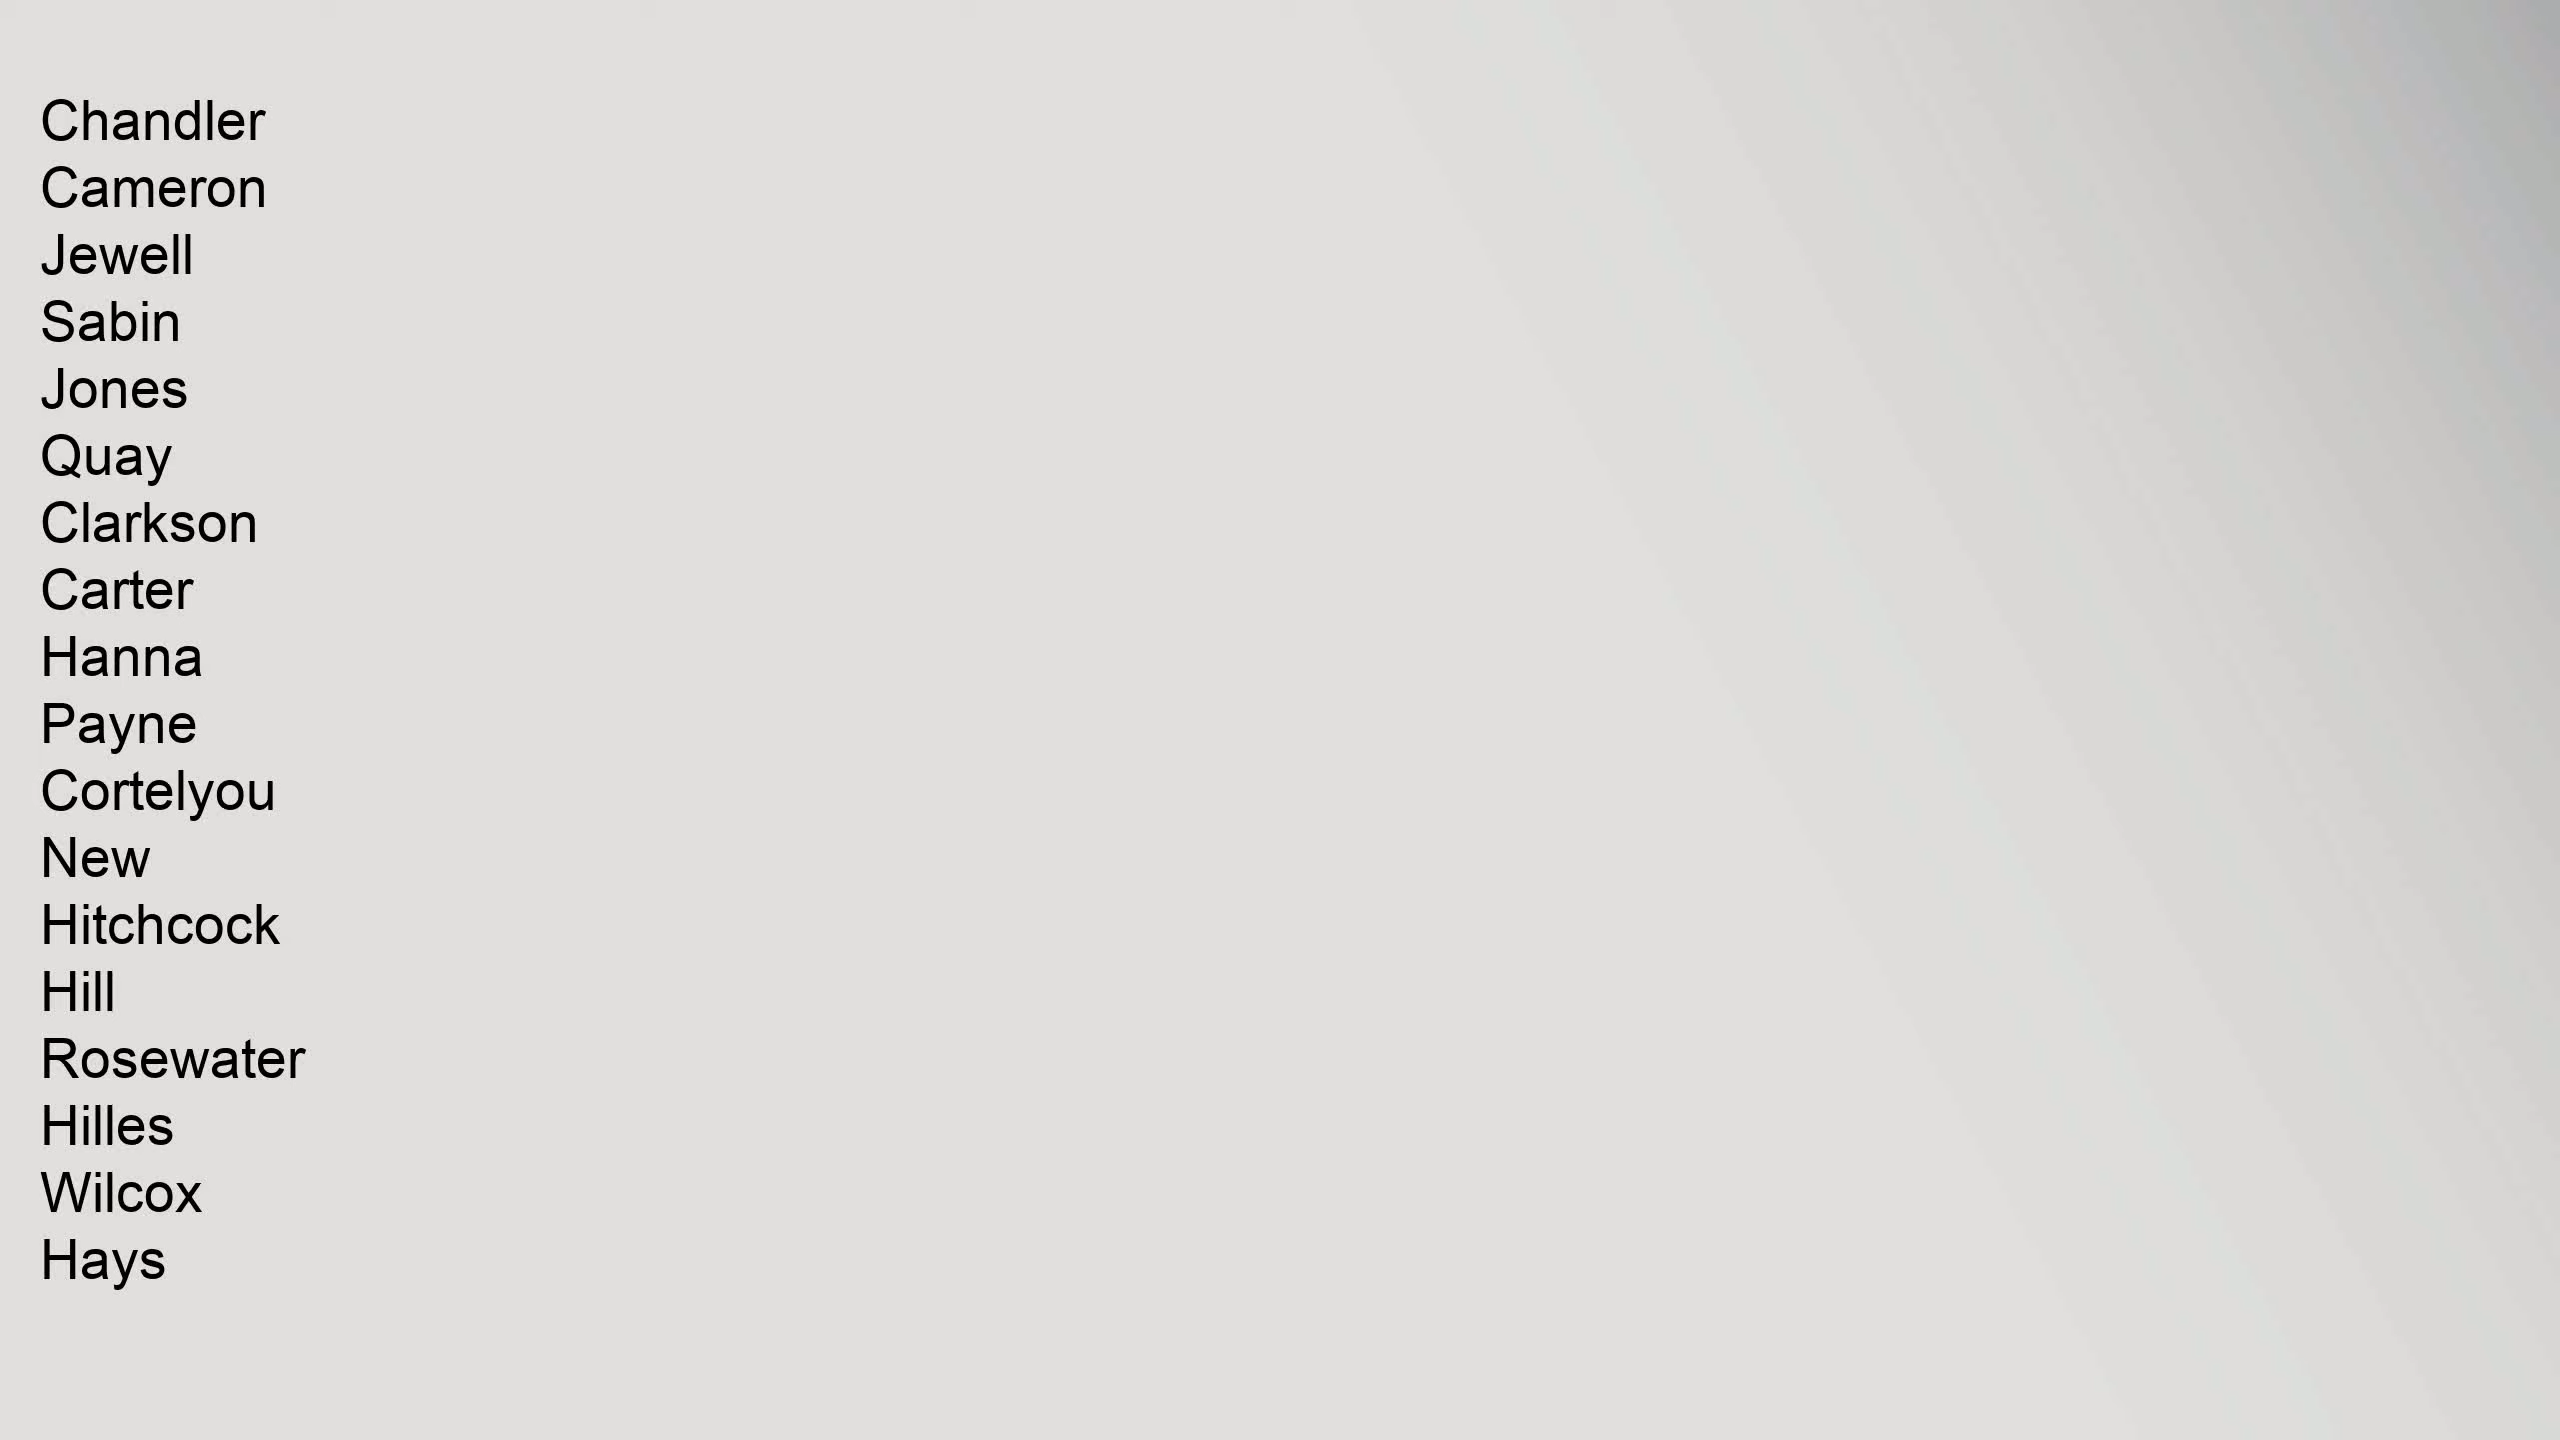 Chandler
Cameron
Jewell
Sabin
Jones
Quay
Clarkson
Carter
Hanna
Payne
Cortelyou
New
Hitchcock
Hill
Rosewater
Hilles
Wilcox
Hays